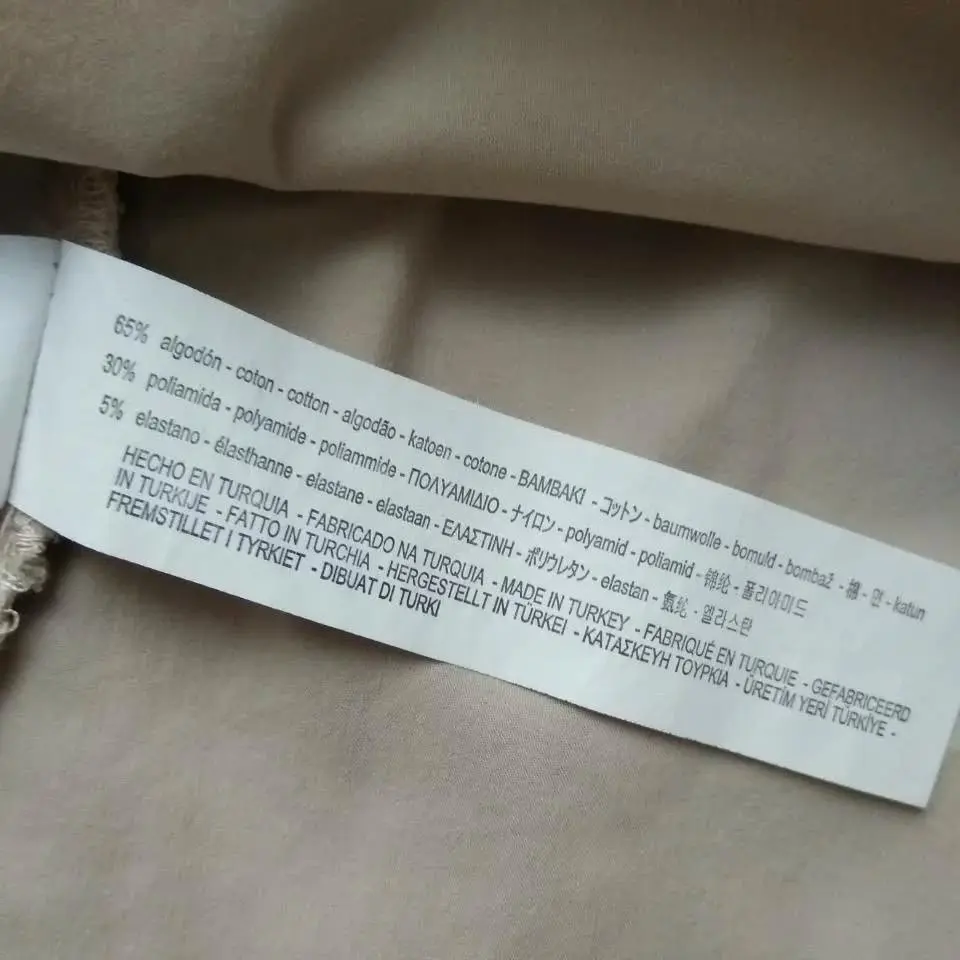 65% algodón - coton - cotton - algodão - katoen - cotone - ΒΑΜΒΑΚΙ - コットン - baumwolle - bomuld - bombaž - 棉 - 면 - katun
30% poliamida - polyamide - poliammide - ΠΟΛΥΑΜΙΔΙΟ - ナイロン - polyamid - poliamid - 锦纶 - 폴리아미드
5% elastano - élasthanne - elastane - elastaan - ΕΛΑΣΤΙΝΗ - ポリウレタン - elastan - 氨纶 - 엘라스탄
HECHO EN TURQUIA - FABRICADO NA TURQUIA - MADE IN TURKEY - FABRIQUÉ EN TURQUIE - GEFABRICEERD
IN TURKIJE - FATTO IN TURCHIA - HERGESTELLT IN TÜRKEI - ΚΑΤΑΣΚΕΥΗ ΤΟΥΡΚΙΑ - ÜRETİM YERİ TÜRKİYE -
FREMSTILLET I TYRKIET - DIBUAT DI TURKI